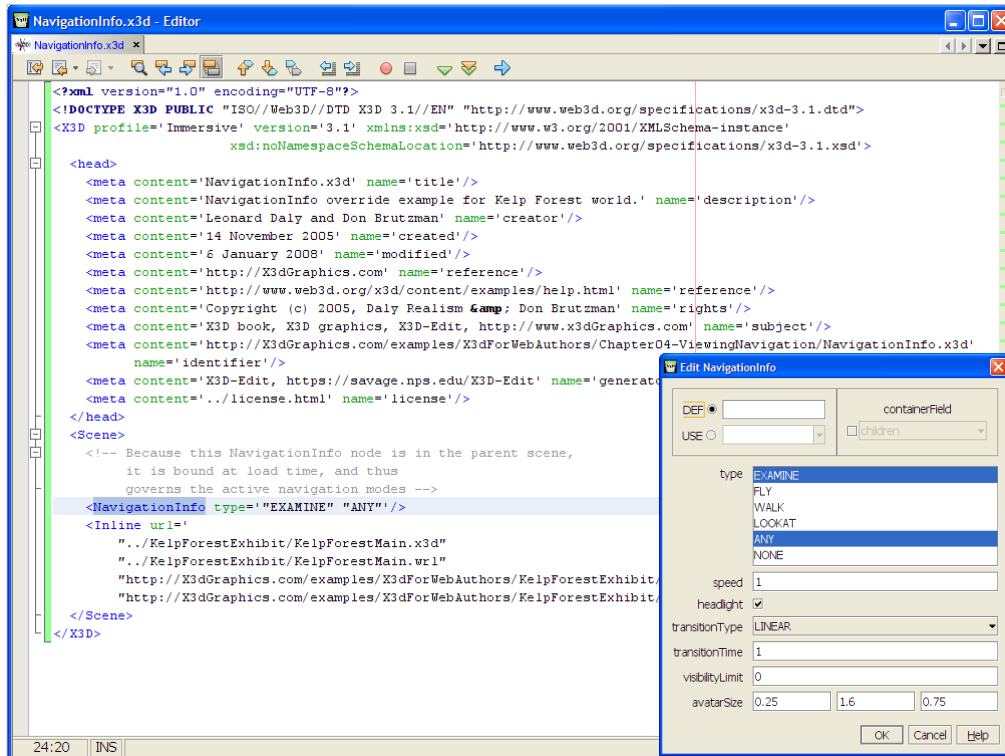 NavigationInfo.x3d - Editor
NavigationInfo.x3d
<?xml version="1.0" encoding="UTF-8"?>
<!DOCTYPE X3D PUBLIC "ISO//Web3D//DTD X3D 3.1//EN" "http://www.web3d.org/specifications/x3d-3.1.dtd">
<X3D profile='Immersive' version='3.1' xmlns:xsd='http://www.w3.org/2001/XMLSchema-instance'
xsd:noNamespaceSchemaLocation='http://www.web3d.org/specifications/x3d-3.1.xsd'>
<head>
<meta content='NavigationInfo.x3d' name='title'/>
<meta content='NavigationInfo override example for Kelp Forest world.' name='description'/>
<meta content='Leonard Daly and Don Brutzman' name='creator'/>
<meta content='14 November 2005' name='created'/>
<meta content='6 January 2008' name='modified'/>
<meta content='http://X3dGraphics.com' name='reference'/>
<meta content='http://www.web3d.org/x3d/content/examples/help.html' name='reference'/>
<meta content='Copyright (c) 2005, Daly Realism &amp; Don Brutzman' name='rights'/>
<meta content='X3D book, X3D graphics, X3D-Edit, http://www.x3dGraphics.com' name='subject'/>
<meta content='http://X3dGraphics.com/examples/X3dForWebAuthors/Chapter04-ViewingNavigation/NavigationInfo.x3d'
name='identifier'/>
<meta content='X3D-Edit, https://savage.nps.edu/X3D-Edit' name='generato
<meta content='../license.html' name='license'/>
</head>
<Scene>
<!-- Because this NavigationInfo node is in the parent scene,
it is bound at load time, and thus
governs the active navigation modes -->
<NavigationInfo type='"EXAMINE" "ANY"'/>
<Inline url='
"../KelpForestExhibit/KelpForestMain.x3d"
"../KelpForestExhibit/KelpForestMain.wrl"
"http://X3dGraphics.com/examples/X3dForWebAuthors/KelpForestExhibit/
"http://X3dGraphics.com/examples/X3dForWebAuthors/KelpForestExhibit/
</Scene>
</X3D>
24:20 INS
Edit NavigationInfo
DEF
USE
containerField
children
type
EXAMINE
FLY
WALK
LOOKAT
ANY
NONE
speed 1
headlight
transitionType LINEAR
transitionTime 1
visibilityLimit 0
avatarSize 0.25 1.6 0.75
OK Cancel Help